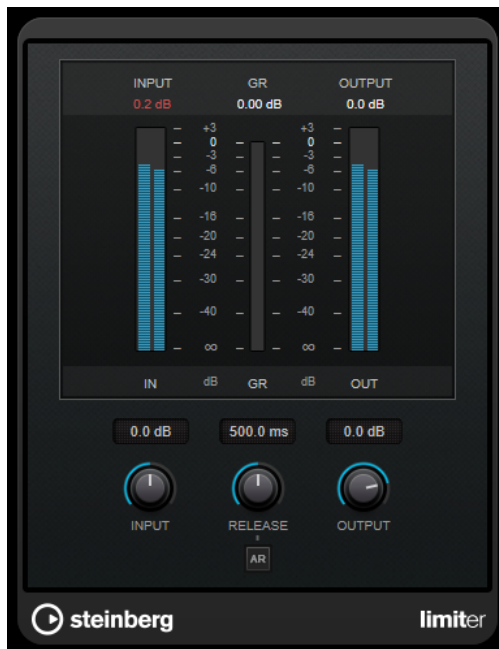 INPUT GR OUTPUT
0.2 dB 0.00 dB 0.0 dB
+3 +3
0 0
-3 -3
-6 -6
-10 -10
-16 -16
-20 -20
-24 -24
-30 -30
-40 -40
∞ ∞
IN dB GR dB OUT
0.0 dB 500.0 ms 0.0 dB
INPUT RELEASE OUTPUT
AR
steinberg limiter